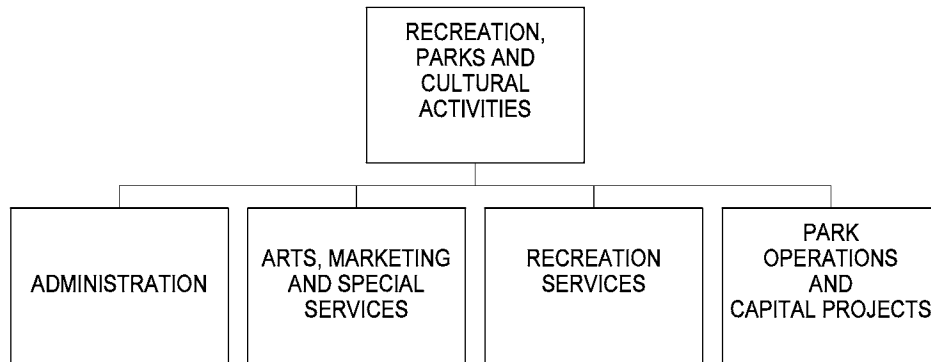 RECREATION,
PARKS AND
CULTURAL
ACTIVITIES
ADMINISTRATION
ARTS, MARKETING
AND SPECIAL
SERVICES
RECREATION
SERVICES
PARK
OPERATIONS
AND
CAPITAL PROJECTS